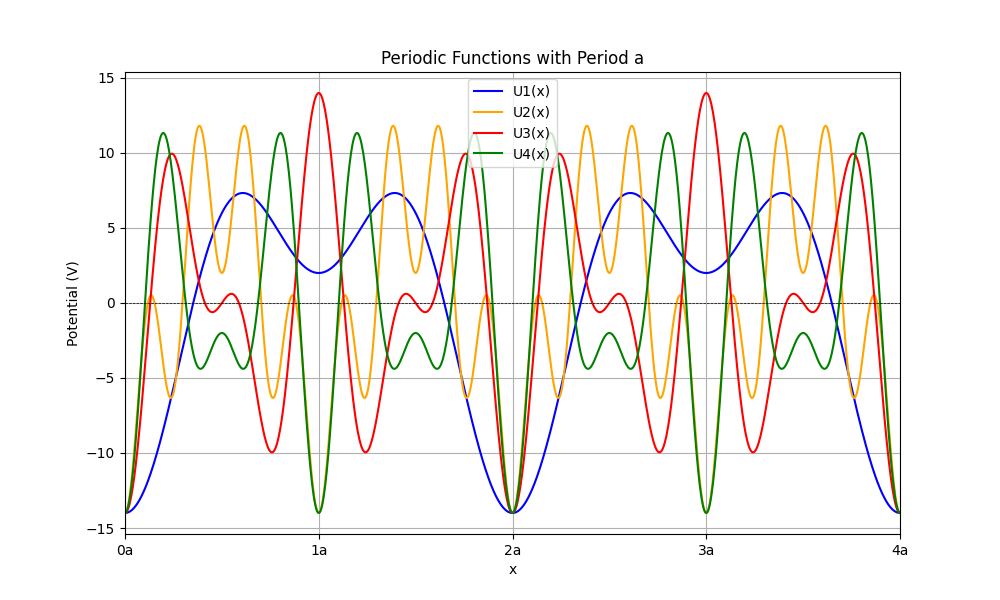 Periodic Functions with Period a
Potential (V)
15
10
5
0
−5
−10
−15
U1(x)
U2(x)
U3(x)
U4(x)
0a
1a
2a
3a
4a
x